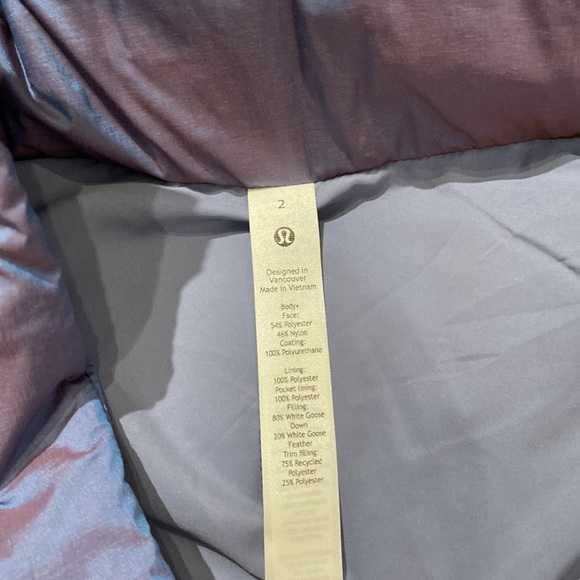 2
Designed in
Vancouver
Made in Vietnam
Body+
Face:
54% Polyester
46% Nylon
Coating:
100% Polyurethane
Lining:
100% Polyester
Pocket lining:
100% Polyester
Filling:
80% White Goose
Down
20% White Goose
Feather
Trim filling:
75% Recycled
Polyester
25% Polyester